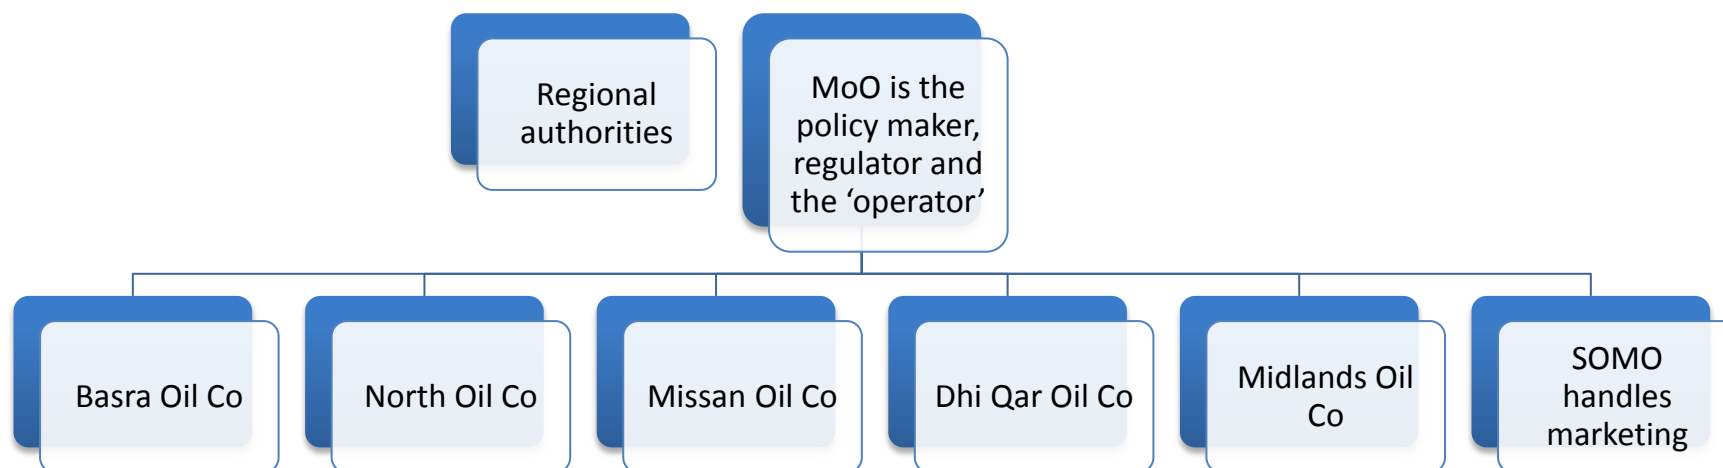 Regional
authorities
MoO is the
policy maker,
regulator and
the ‘operator’
Basra Oil Co
North Oil Co
Missan Oil Co
Dhi Qar Oil Co
Midlands Oil
Co
SOMO
handles
marketing